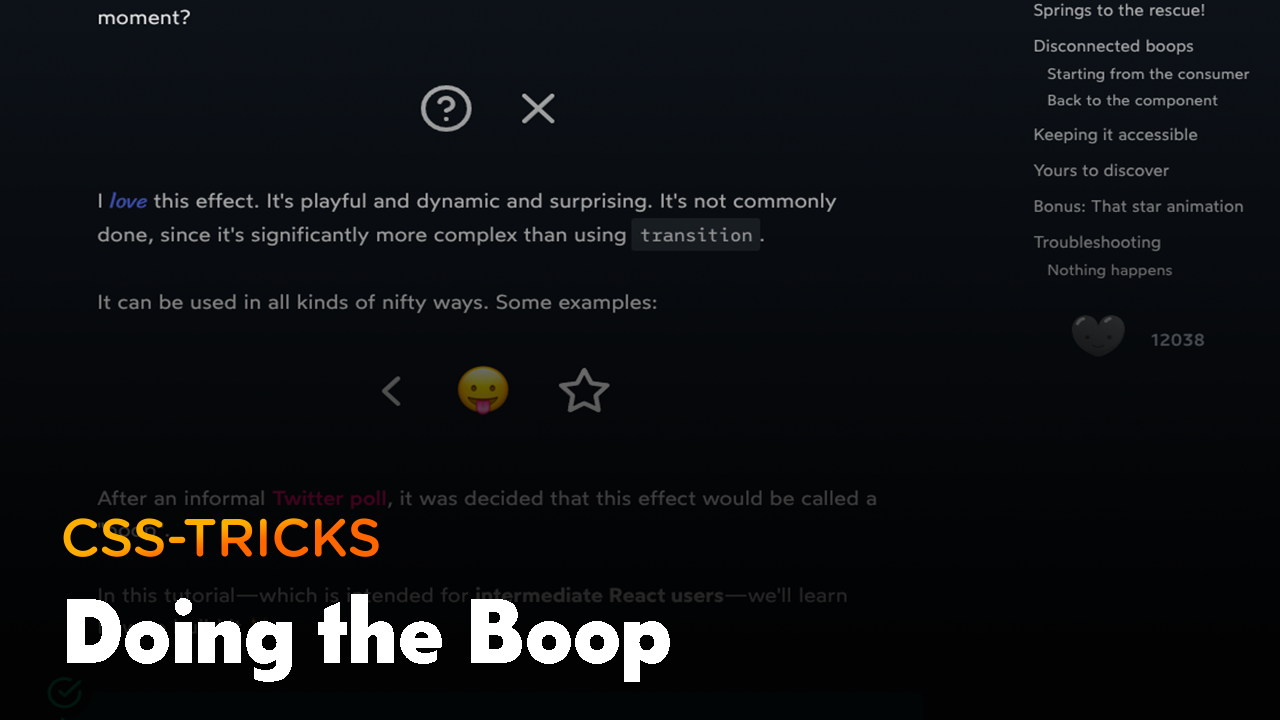 moment?
I love this effect. It's playful and dynamic and surprising. It's not commonly
done, since it's significantly more complex than using transition.
It can be used in all kinds of nifty ways. Some examples:
After an informal Twitter poll, it was decided that this effect would be called a
In this tutorial—which is intended for intermediate React users—we'll learn
Springs to the rescue!
Disconnected boops
Starting from the consumer
Back to the component
Keeping it accessible
Yours to discover
Bonus: That star animation
Troubleshooting
Nothing happens
12038
CSS-TRICKS
Doing the Boop